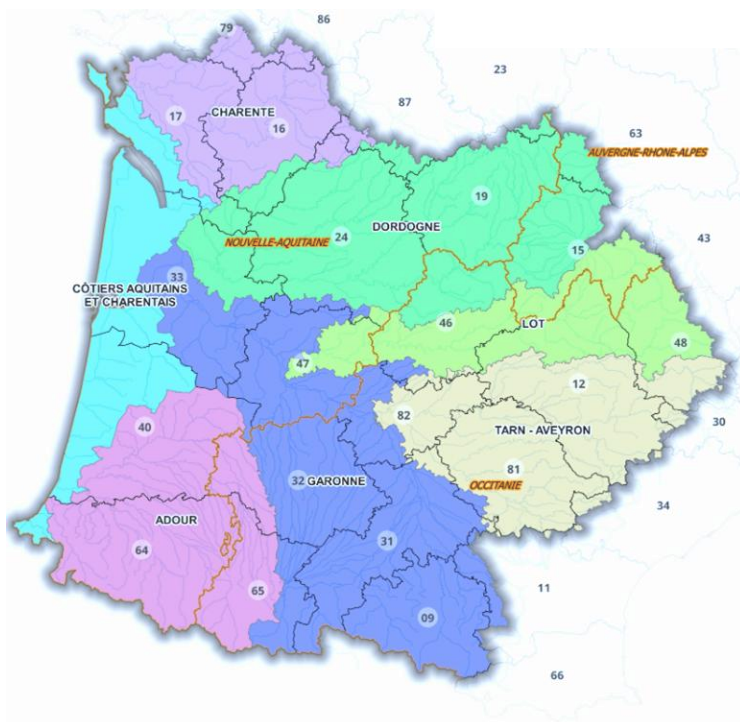 86
79
23
87
17
CHARENTE
16
63
AUVERGNE-RHONE-ALPES
19
24
DORDOGNE
NOUVELLE-AQUITAINE
43
15
33
CÔTIERS AQUITAINS
ET CHARENTAIS
46
LOT
48
47
12
40
82
30
TARN - AVEYRON
81
32
GARONNE
OCCITANIE
34
ADOUR
31
64
65
11
09
66